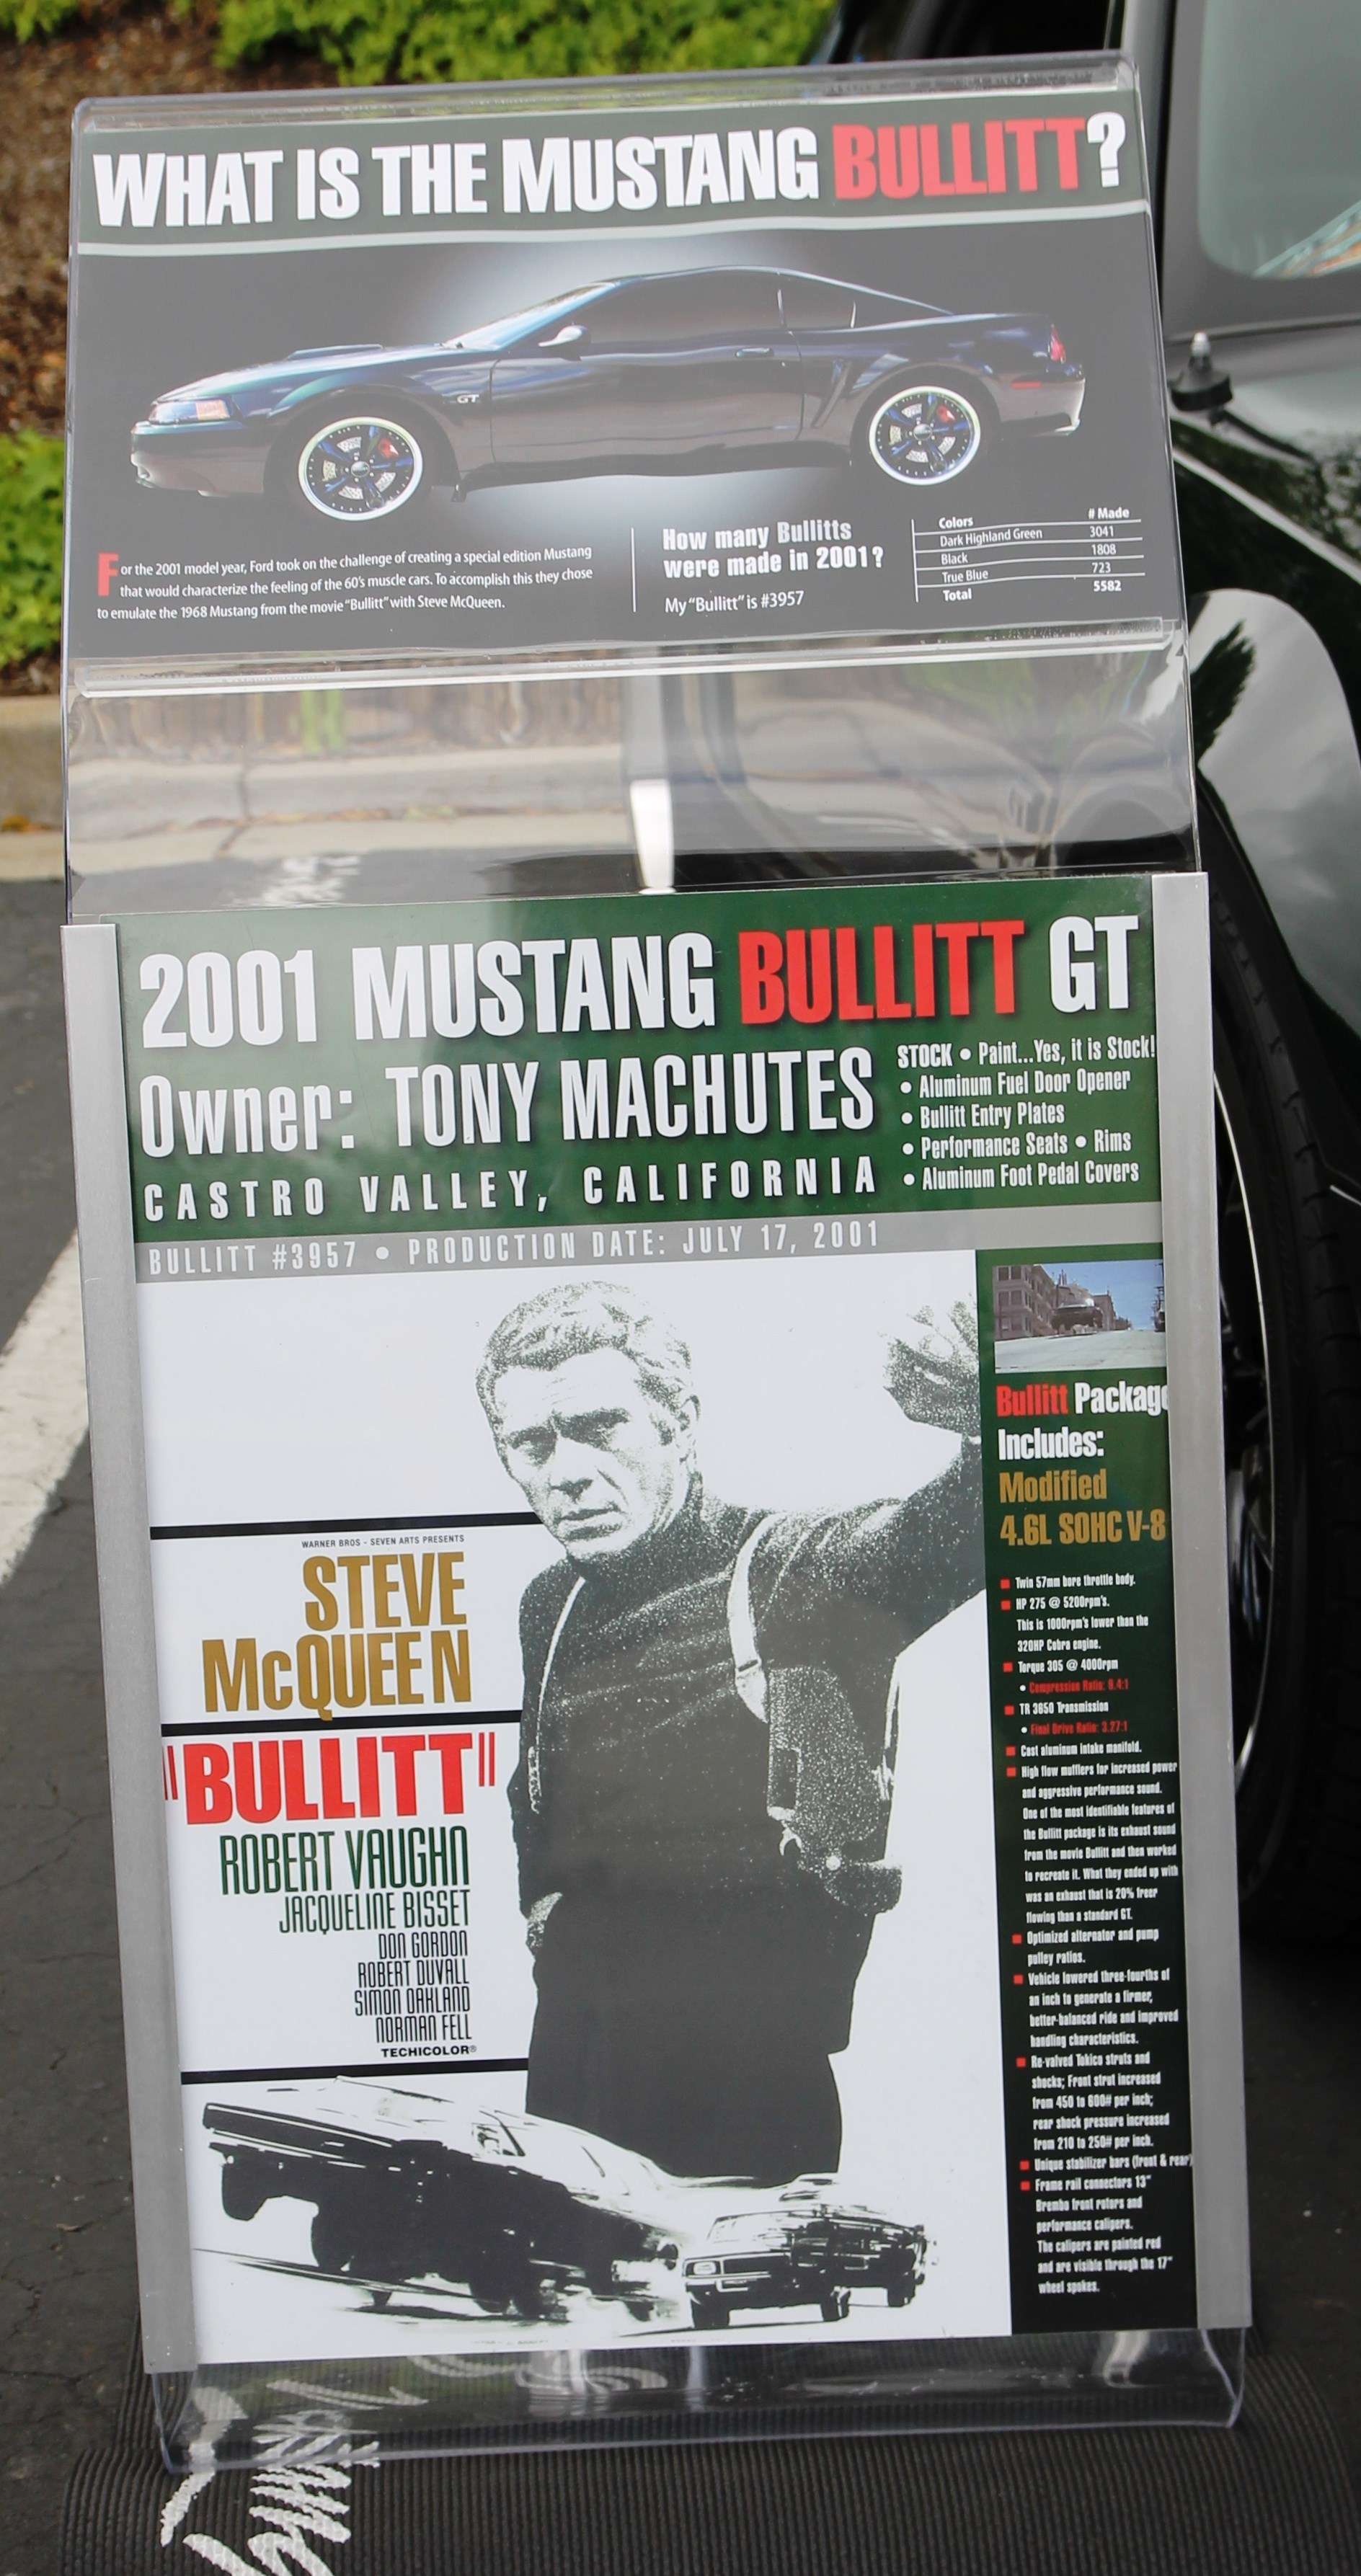 WHAT IS THE MUSTANG BULLITT?
GT
For the 2001 model year, Ford took on the challenge of creating a special edition Mustang
that would characterize the feeling of the 60's muscle cars. To accomplish this they chose
to emulate the 1968 Mustang from the movie "Bullitt" with Steve McQueen.
How many Bullitts
were made in 2001?
My "Bullitt" is #3957
Colors # Made
Dark Highland Green 3041
Black 1808
True Blue 723
Total 5582
2001 MUSTANG BULLITT GT
Owner: TONY MACHUTES
CASTRO VALLEY, CALIFORNIA
STOCK • Paint...Yes, it is Stock!
• Aluminum Fuel Door Opener
• Bullitt Entry Plates
• Performance Seats • Rims
• Aluminum Foot Pedal Covers
BULLITT #3957 • PRODUCTION DATE: JULY 17, 2001
WARNER BROS - SEVEN ARTS PRESENTS
STEVE
McQUEEN
"BULLITT"
ROBERT VAUGHN
JACQUELINE BISSET
DON GORDON
ROBERT DUVALL
SIMON OAKLAND
NORMAN FELL
TECHICOLOR®
Bullitt Package
Includes:
Modified
4.6L SOHC V-8
Twin 57mm bore throttle body.
HP 275 @ 5200rpm's.
This is 1000rpm's lower than the
320HP Cobra engine.
Torque 305 @ 4000rpm
• Compression Ratio: 9.4:1
TR 3650 Transmission
• Final Drive Ratio: 3.27:1
Cast aluminum intake manifold.
High flow mufflers for increased power
and aggressive performance sound.
One of the most identifiable features of
the Bullitt package is its exhaust sound
from the movie Bullitt and then worked
to recreate it. What they ended up with
was an exhaust that is 20% freer
flowing than a standard GT.
Optimized alternator and pump
pulley ratios.
Vehicle lowered three-fourths of
an inch to generate a firmer,
better-balanced ride and improved
handling characteristics.
Re-valved Tokico struts and
shocks; Front strut increased
from 450 to 600# per inch;
rear shock pressure increased
from 210 to 250# per inch.
Unique stabilizer bars (front & rear)
Frame rail connectors 13"
Brembo front rotors and
performance calipers.
The calipers are painted red
and are visible through the 17"
wheel spokes.